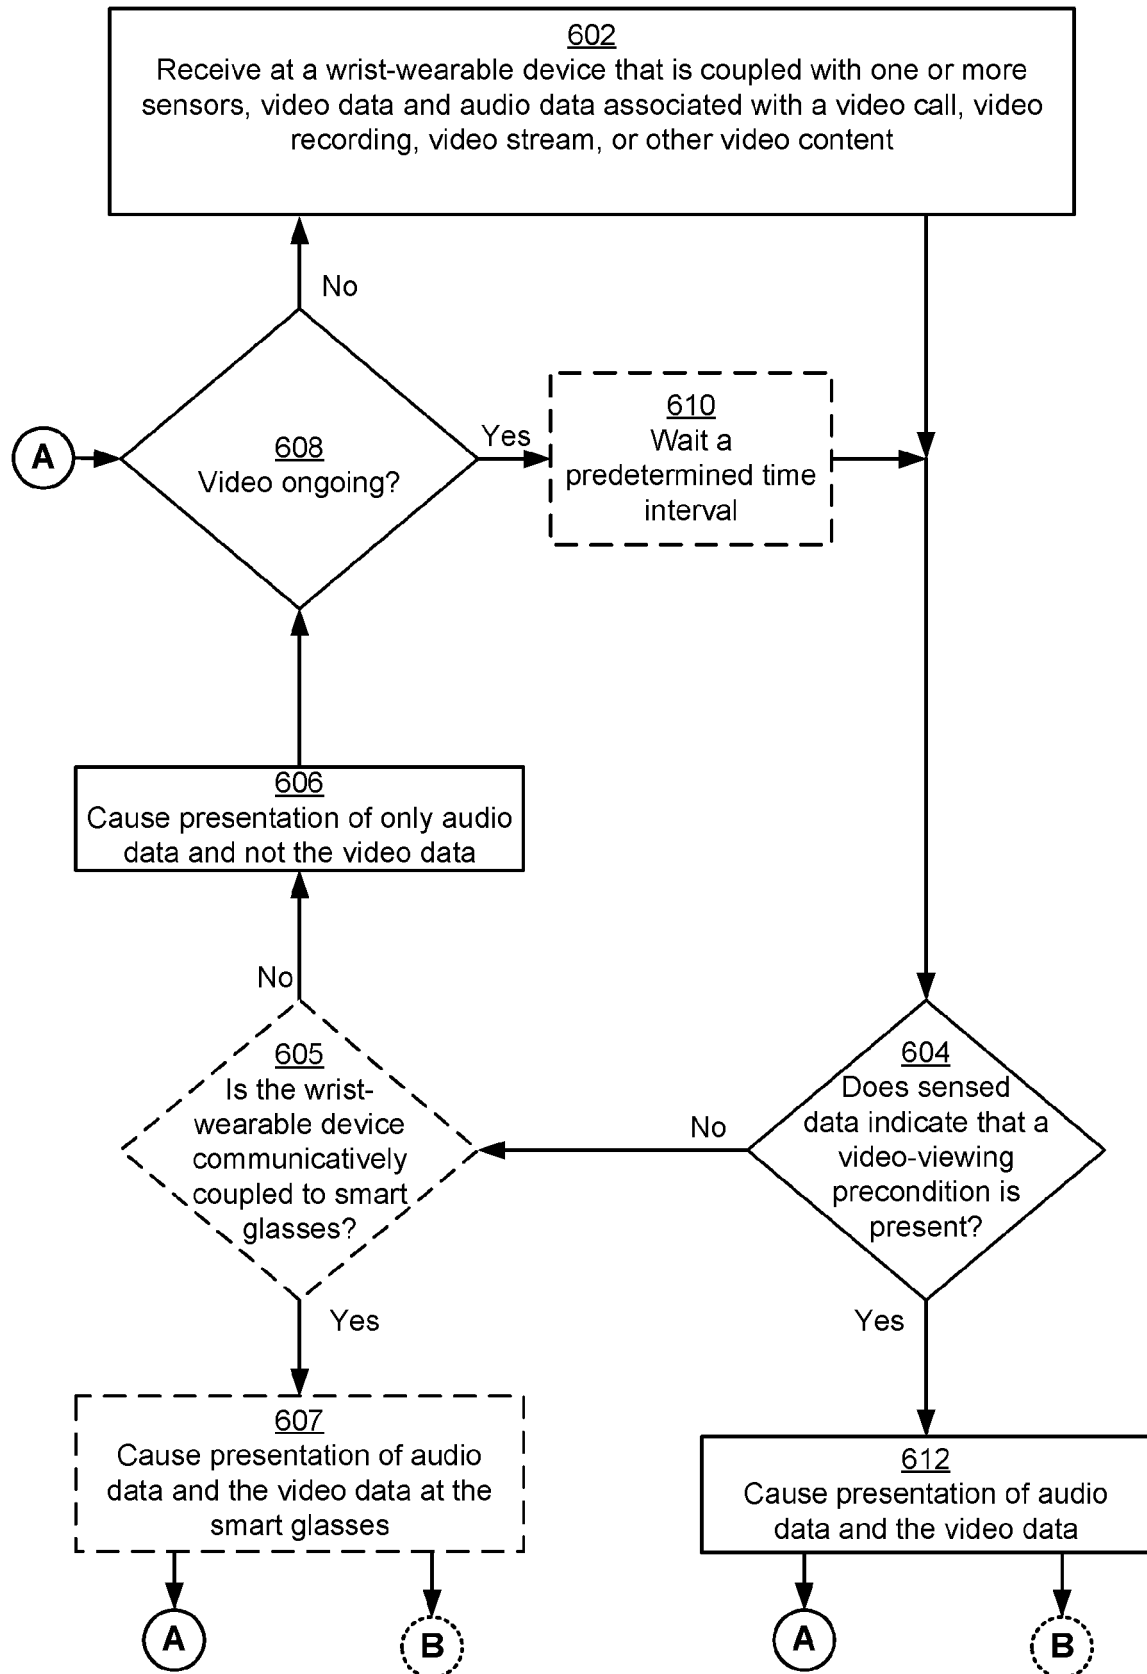 602
Receive at a wrist-wearable device that is coupled with one or more
sensors, video data and audio data associated with a video call, video
recording, video stream, or other video content
No
A
608
Video ongoing?
Yes
610
Wait a
predetermined time
interval
606
Cause presentation of only audio
data and not the video data
No
605
Is the wrist-
wearable device
communicatively
coupled to smart
glasses?
No
604
Does sensed
data indicate that a
video-viewing
precondition is
present?
Yes
Yes
607
Cause presentation of audio
data and the video data at the
smart glasses
612
Cause presentation of audio
data and the video data
A
B
A
B